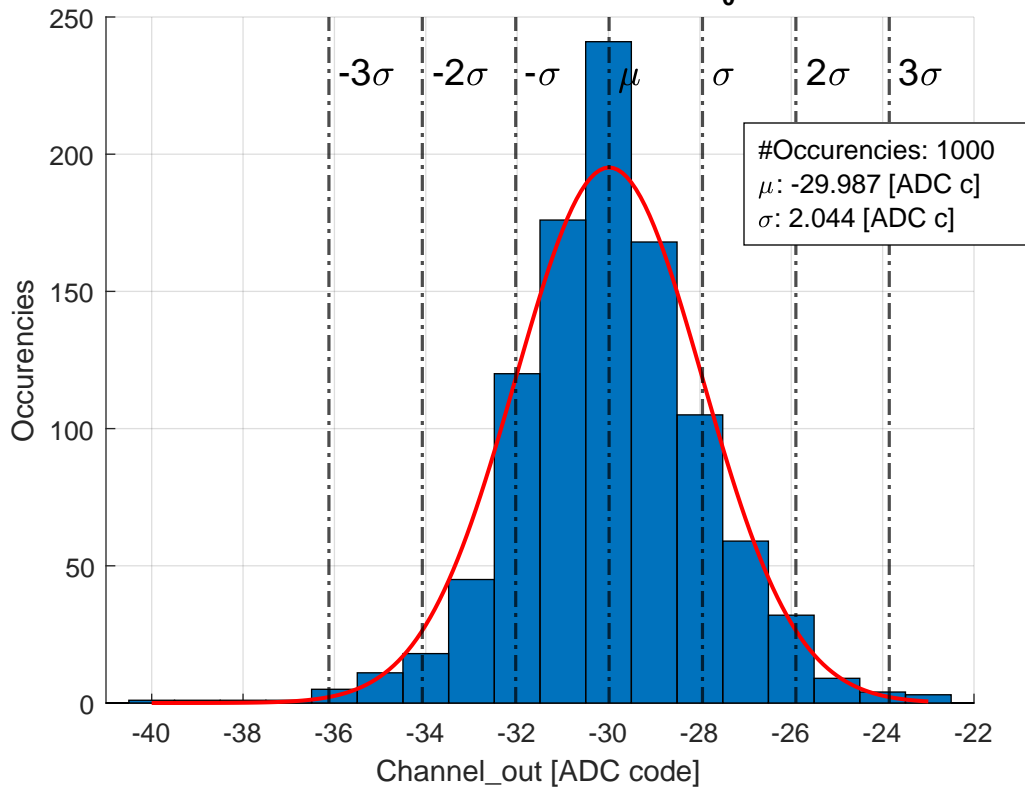 250
200
150
100
50
0
Occurencies
-3σ -2σ -σ μ σ 2σ 3σ
#Occurencies: 1000
μ: -29.987 [ADC c]
σ: 2.044 [ADC c]
-40 -38 -36 -34 -32 -30 -28 -26 -24 -22
Channel_out [ADC code]